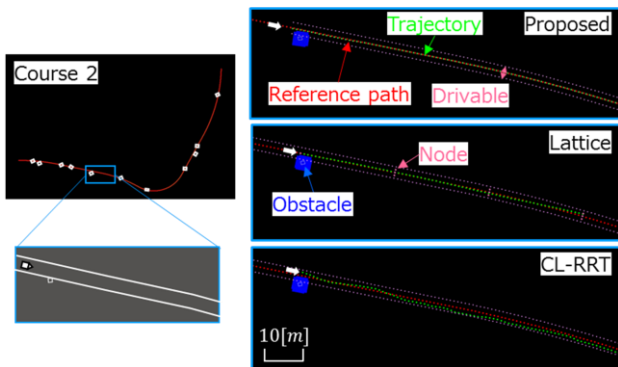 Course 2
Trajectory
Proposed
Reference path
Drivable
Lattice
Node
Obstacle
CL-RRT
10[m]